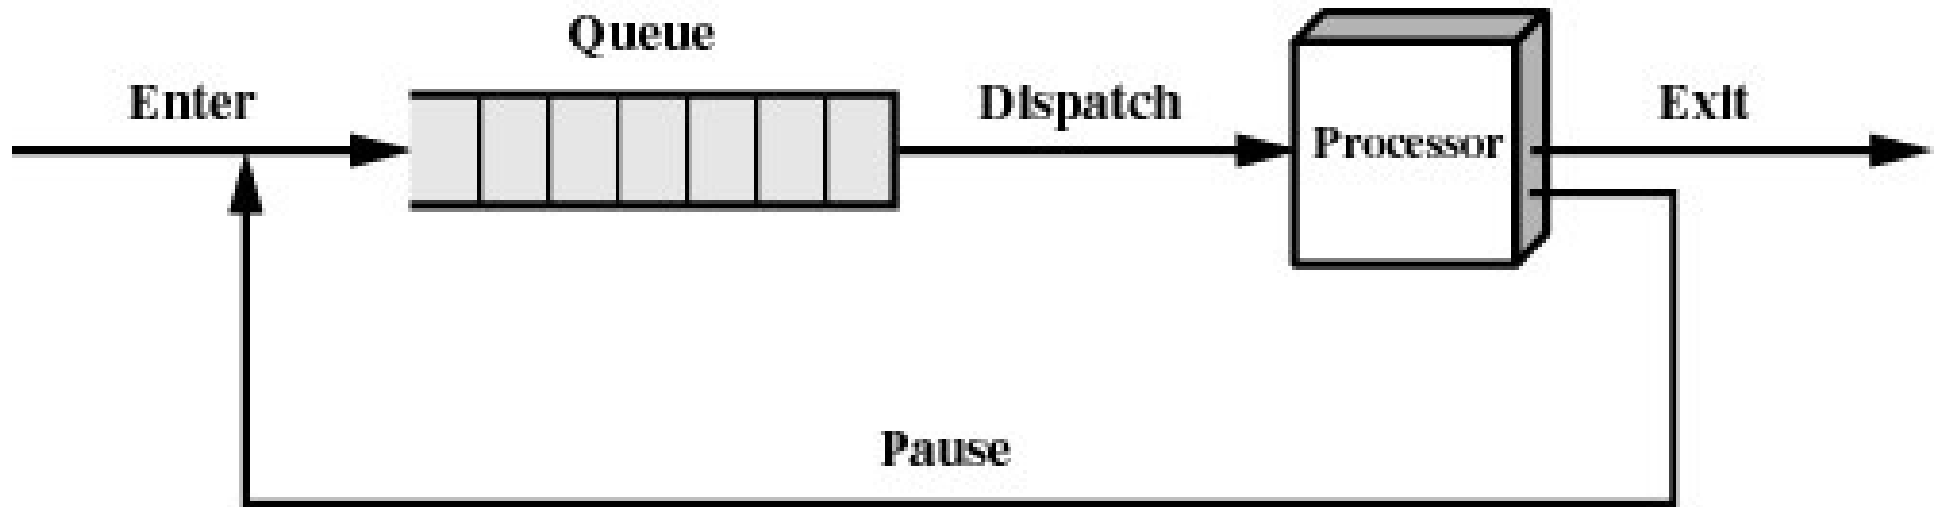 Queue
Enter
Dispatch
Processor
Exit
Pause